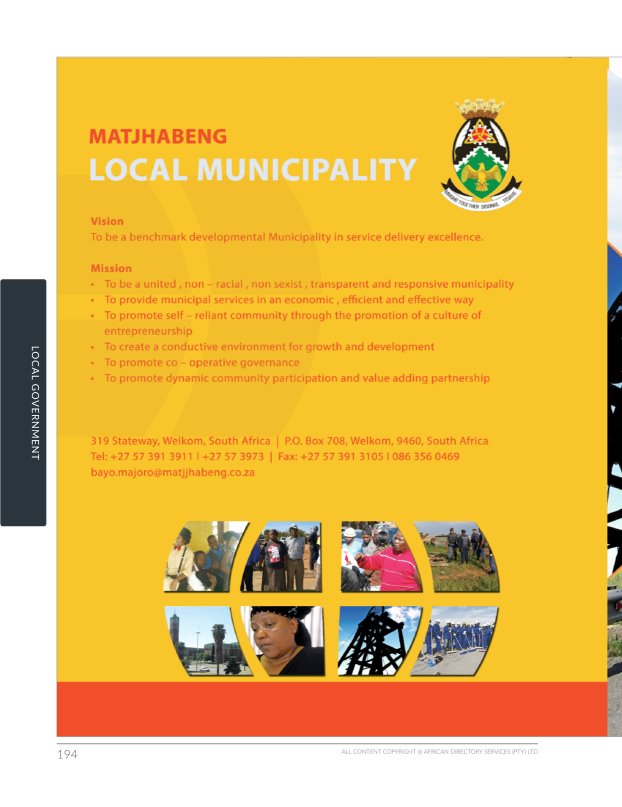 MATJHABENG
LOCAL MUNICIPALITY
TOGETHER
Vision
To be a benchmark developmental Municipality in service delivery excellence.
Mission
• To be a united , non – racial , non sexist , transparent and responsive municipality
• To provide municipal services in an economic , efficient and effective way
• To promote self – reliant community through the promotion of a culture of
entrepreneurship
• To create a conductive environment for growth and development
• To promote co – operative governance
• To promote dynamic community participation and value adding partnership
LOCAL GOVERNMENT
319 Stateway, Welkom, South Africa | P.O. Box 708, Welkom, 9460, South Africa
Tel: +27 57 391 3911 I +27 57 3973 | Fax: +27 57 391 3105 I 086 356 0469
bayo.majoro@matjjhabeng.co.za
194
ALL CONTENT COPYRIGHT @ AFRICAN DIRECTORY SERVICES (PTY) LTD